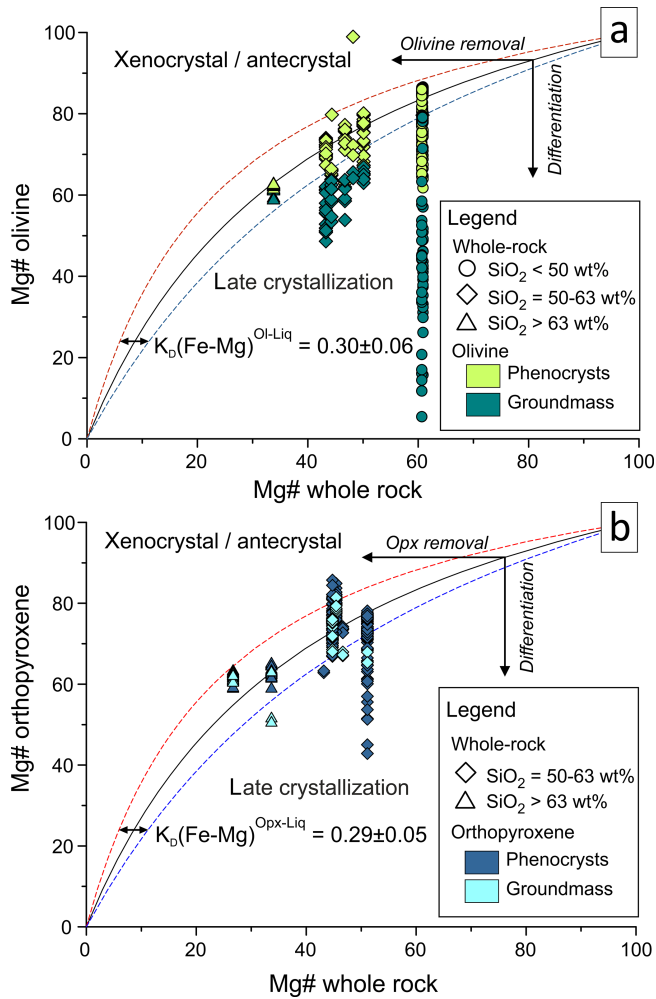 a
Xenocrystal / antecrystal
Olivine removal
Differentiation
Late crystallization
K_D(Fe-Mg)^Ol-Liq = 0.30±0.06
Legend
Whole-rock
SiO₂ < 50 wt%
SiO₂ = 50-63 wt%
SiO₂ > 63 wt%
Olivine
Phenocrysts
Groundmass
Mg# olivine
100
80
60
40
20
0
0 20 40 60 80 100
Mg# whole rock
b
Xenocrystal / antecrystal
Opx removal
Differentiation
Late crystallization
K_D(Fe-Mg)^Opx-Liq = 0.29±0.05
Legend
Whole-rock
SiO₂ = 50-63 wt%
SiO₂ > 63 wt%
Orthopyroxene
Phenocrysts
Groundmass
Mg# orthopyroxene
100
80
60
40
20
0
0 20 40 60 80 100
Mg# whole rock